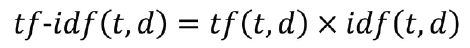 tf-idf(t, d) = tf(t, d) × idf(t, d)